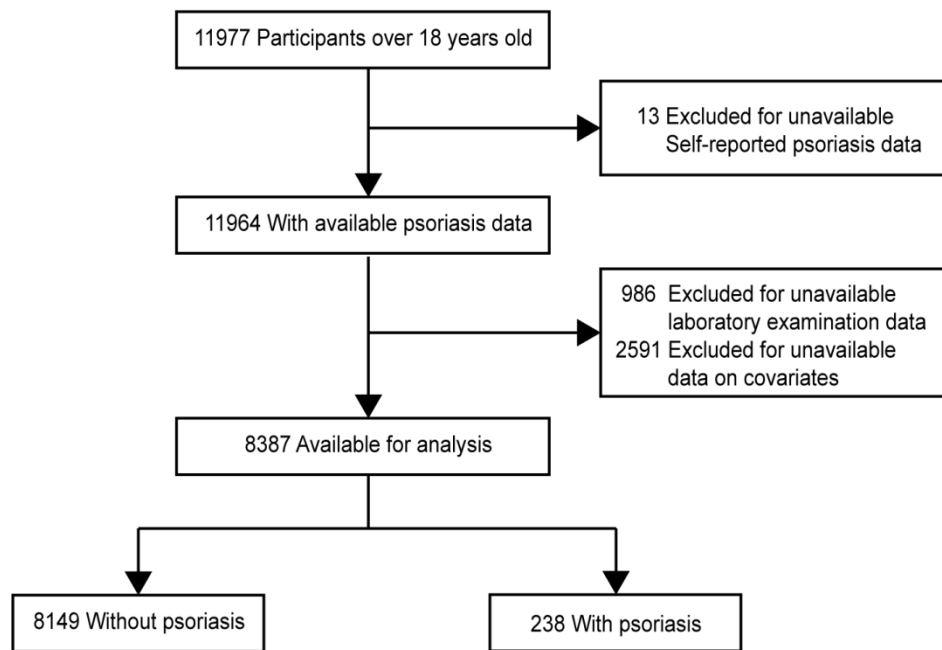 11977 Participants over 18 years old
13 Excluded for unavailable
Self-reported psoriasis data
11964 With available psoriasis data
986 Excluded for unavailable
laboratory examination data
2591 Excluded for unavailable
data on covariates
8387 Available for analysis
8149 Without psoriasis
238 With psoriasis